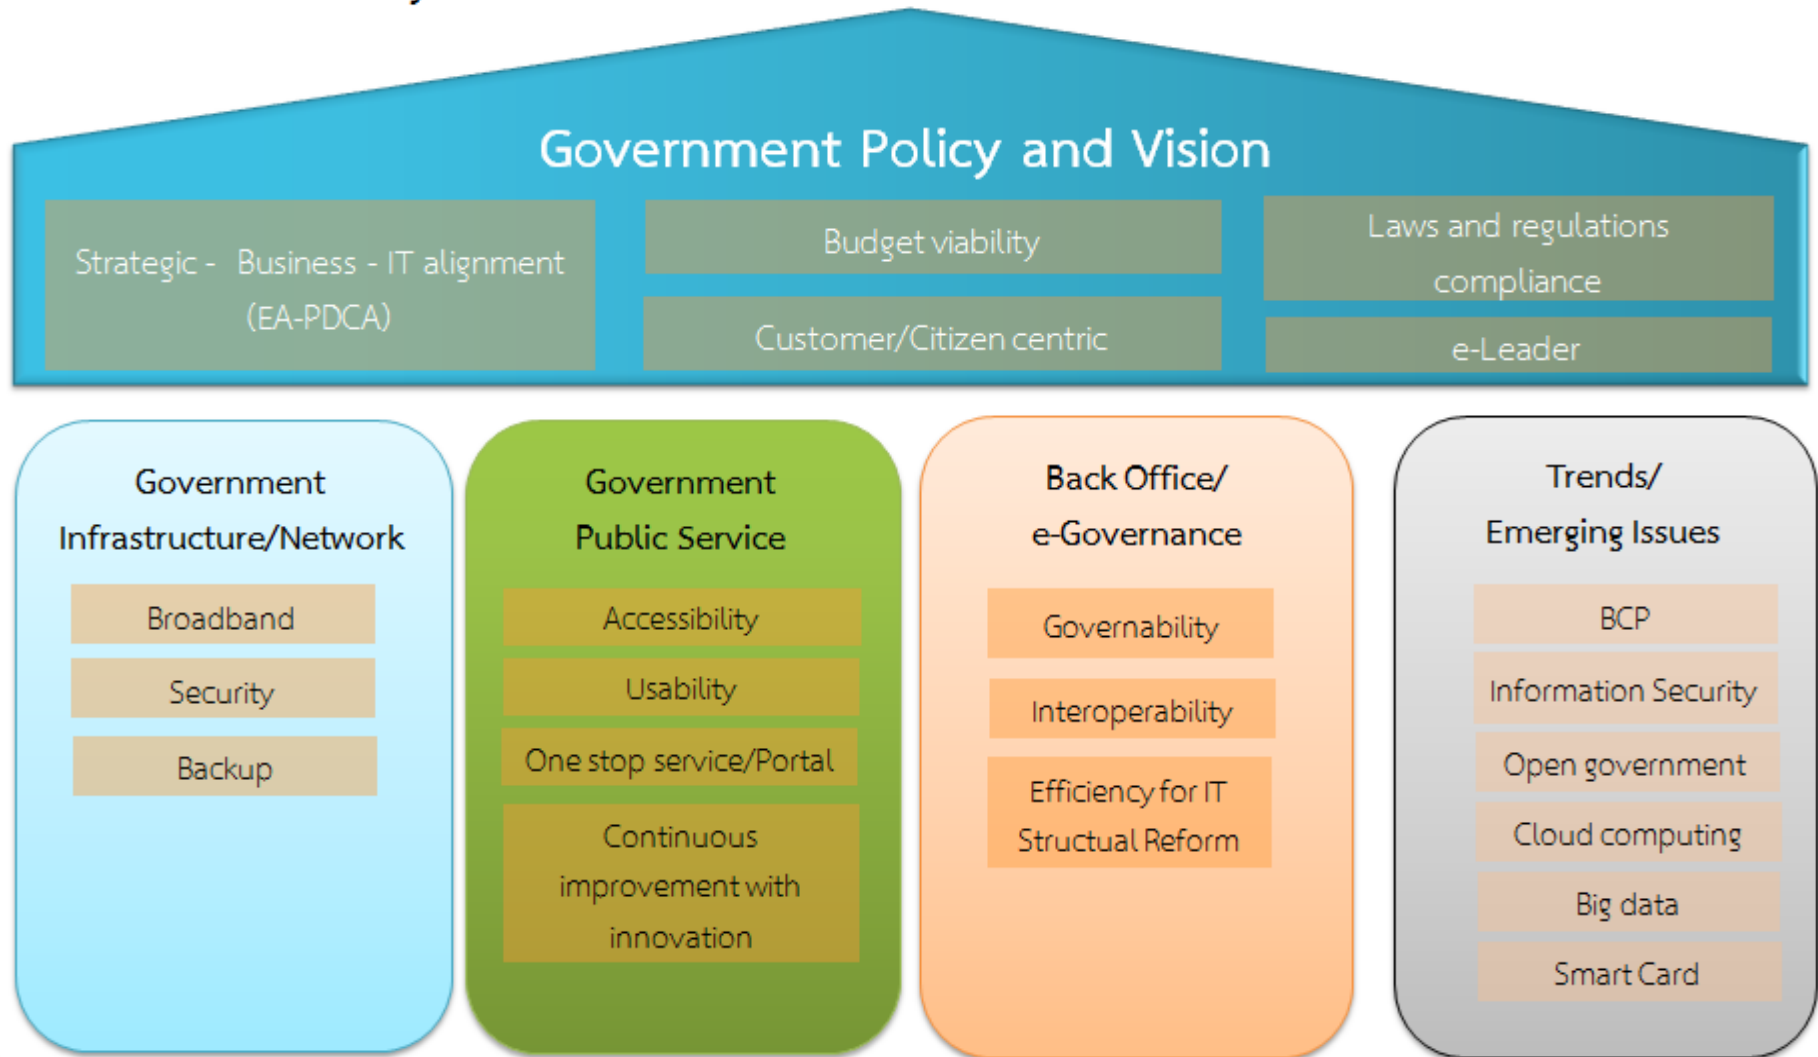 Government Policy and Vision
Strategic - Business - IT alignment
(EA-PDCA)
Budget viability
Customer/Citizen centric
Laws and regulations
compliance
e-Leader
Government
Infrastructure/Network
Broadband
Security
Backup
Government
Public Service
Accessibility
Usability
One stop service/Portal
Continuous
improvement with
innovation
Back Office/
e-Governance
Governability
Interoperability
Efficiency for IT
Structual Reform
Trends/
Emerging Issues
BCP
Information Security
Open government
Cloud computing
Big data
Smart Card